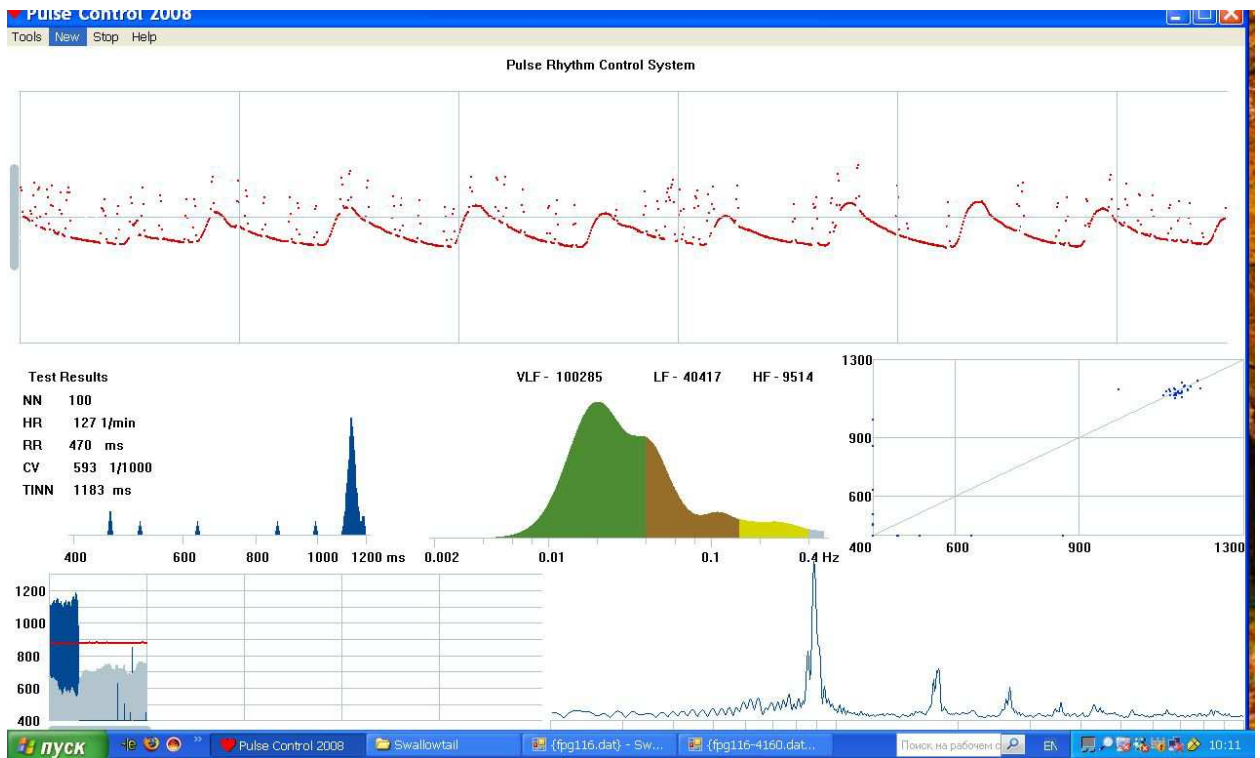 Pulse Control 2008
Tools New Stop Help
Pulse Rhythm Control System
Test Results
NN 100
HR 127 1/min
RR 470 ms
CV 593 1/1000
TINN 1183 ms
400 600 800 1000 1200 ms
VLF - 100285 LF - 40417 HF - 9514
0.002 0.01 0.1 0.4 Hz
1300
900
600
400 600 900 1300
1200
1000
800
600
400
пуск » Pulse Control 2008 Swallowtail {fpg116.dat} - Sw... {fpg116-4160.dat... Поиск на рабочем EN 10:11